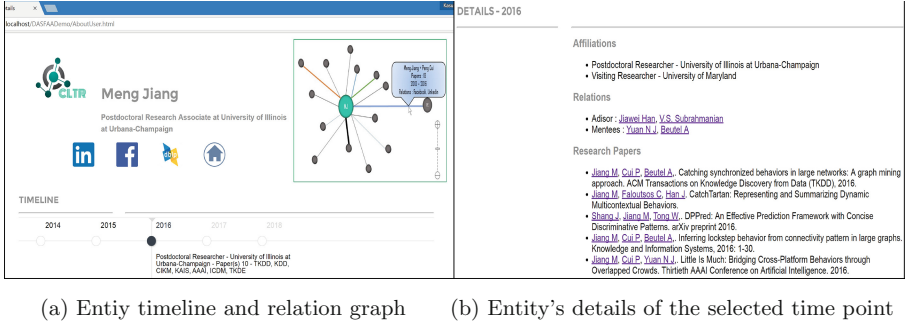 tails
localhost/DASFAADemo/AboutUser.html
CLTR
Meng Jiang
Postdoctoral Research Associate at University of Illinois
at Urbana-Champaign
in
f
dblp
Meng Jiang - Peng Cui
Papers: 10
2010 - 2016
Relations: Facebook, Linkedin
TIMELINE
2014 2015 2016 2017 2018
Postdoctoral Researcher - University of Illinois at
Urbana-Champaign - Paper(s) 10 - TKDD, KDD,
CIKM, KAIS, AAAI, ICDM, TKDE
(a) Entiy timeline and relation graph
DETAILS - 2016
Affiliations
• Postdoctoral Researcher - University of Illinois at Urbana-Champaign
• Visiting Researcher - University of Maryland
Relations
• Adisor : Jiawei Han, V.S. Subrahmanian
• Mentees : Yuan N J, Beutel A
Research Papers
• Jiang M, Cui P, Beutel A,. Catching synchronized behaviors in large networks: A graph mining
approach. ACM Transactions on Knowledge Discovery from Data (TKDD), 2016.
• Jiang M, Faloutsos C, Han J. CatchTartan: Representing and Summarizing Dynamic
Multicontextual Behaviors.
• Shang J, Jiang M, Tong W,. DPPred: An Effective Prediction Framework with Concise
Discriminative Patterns. arXiv preprint 2016.
• Jiang M, Cui P, Beutel A,. Inferring lockstep behavior from connectivity pattern in large graphs.
Knowledge and Information Systems, 2016: 1-30.
• Jiang M, Cui P, Yuan N J,. Little Is Much: Bridging Cross-Platform Behaviors through
Overlapped Crowds. Thirtieth AAAI Conference on Artificial Intelligence. 2016.
(b) Entity's details of the selected time point